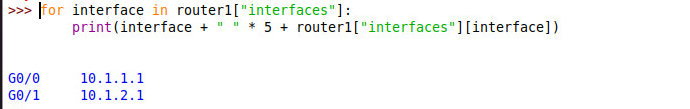 >>> for interface in router1["interfaces"]:
        print(interface + " " * 5 + router1["interfaces"][interface])
G0/0     10.1.1.1
G0/1     10.1.2.1